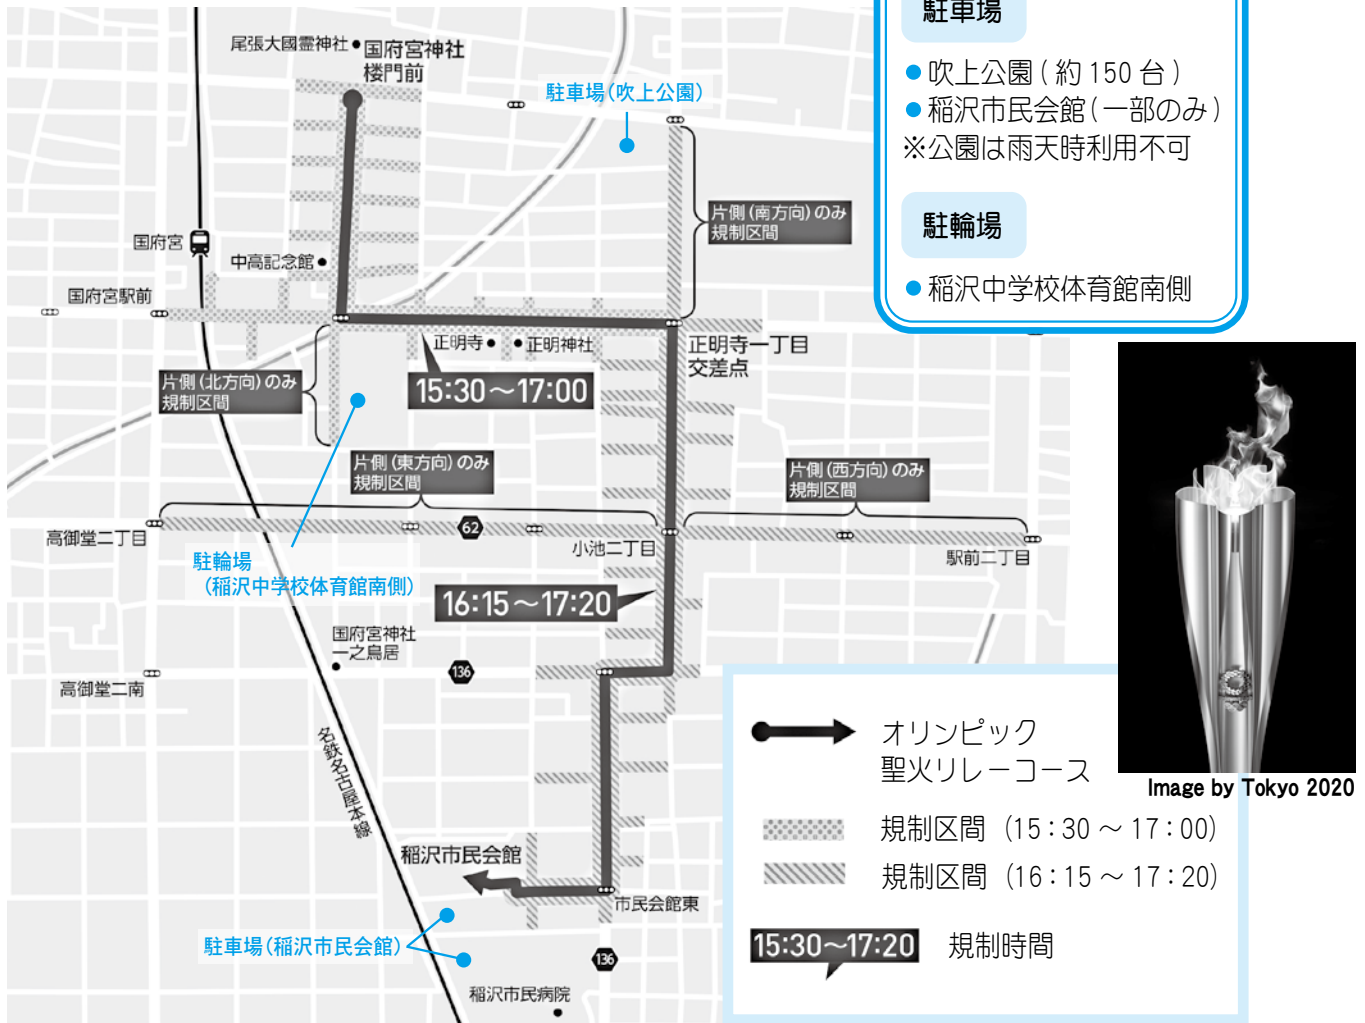 駐車場
●吹上公園(約150台)
●稲沢市民会館(一部のみ)
※公園は雨天時利用不可
駐輪場
●稲沢中学校体育館南側
尾張大國霊神社
国府宮神社
楼門前
駐車場(吹上公園)
片側(南方向)のみ
規制区間
国府宮
中高記念館
国府宮駅前
正明寺
正明神社
正明寺一丁目
交差点
15:30～17:00
片側(北方向)のみ
規制区間
片側(東方向)のみ
規制区間
片側(西方向)のみ
規制区間
高御堂二丁目
62
小池二丁目
駅前二丁目
駐輪場
(稲沢中学校体育館南側)
16:15～17:20
国府宮神社
一之鳥居
136
高御堂二南
名鉄名古屋本線
稲沢市民会館
市民会館東
駐車場(稲沢市民会館)
136
稲沢市民病院
オリンピック
聖火リレーコース
規制区間 (15:30～17:00)
規制区間 (16:15～17:20)
15:30～17:20 規制時間
Image by Tokyo 2020